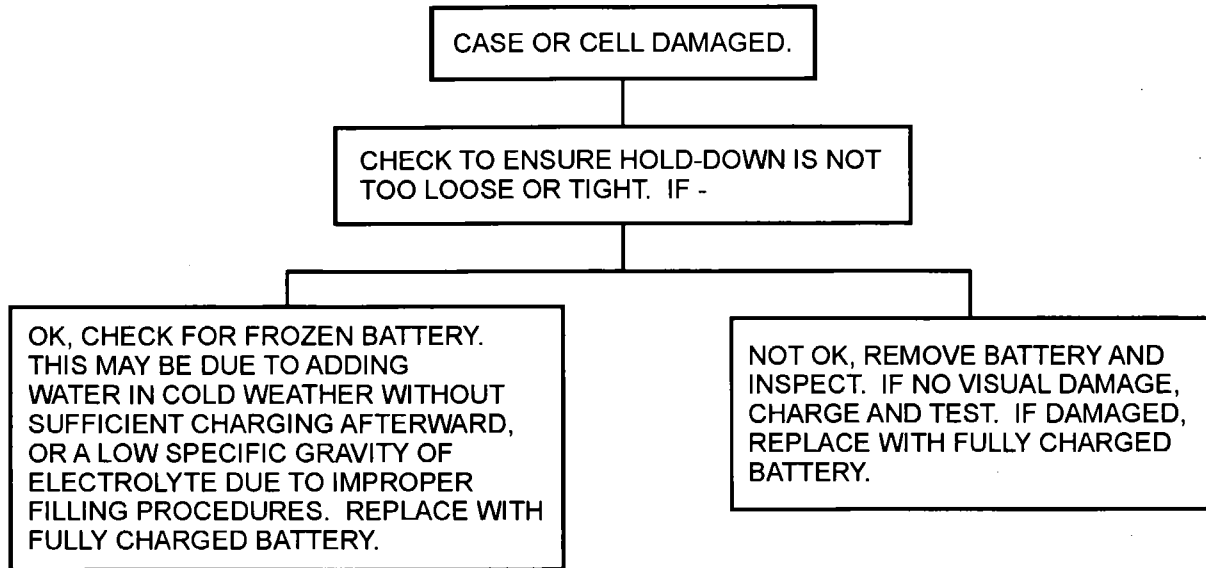 CASE OR CELL DAMAGED.
CHECK TO ENSURE HOLD-DOWN IS NOT
TOO LOOSE OR TIGHT. IF -
OK, CHECK FOR FROZEN BATTERY.
THIS MAY BE DUE TO ADDING
WATER IN COLD WEATHER WITHOUT
SUFFICIENT CHARGING AFTERWARD,
OR A LOW SPECIFIC GRAVITY OF
ELECTROLYTE DUE TO IMPROPER
FILLING PROCEDURES. REPLACE WITH
FULLY CHARGED BATTERY.
NOT OK, REMOVE BATTERY AND
INSPECT. IF NO VISUAL DAMAGE,
CHARGE AND TEST. IF DAMAGED,
REPLACE WITH FULLY CHARGED
BATTERY.